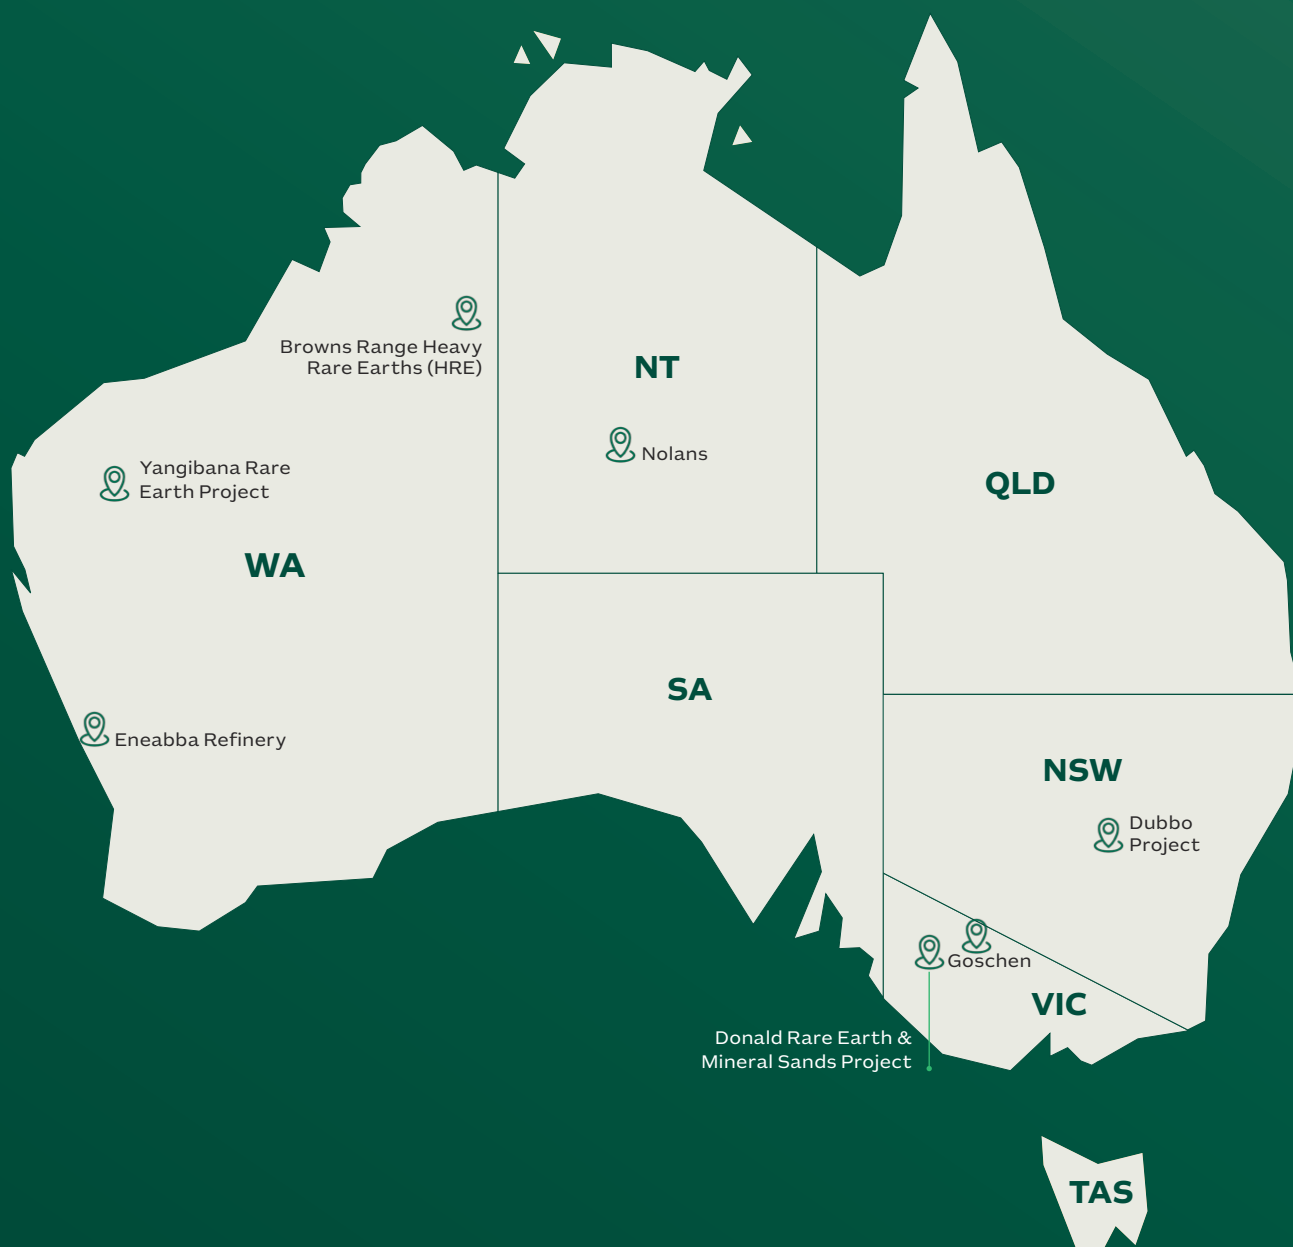 Browns Range Heavy
Rare Earths (HRE)
NT
Nolans
Yangibana Rare
Earth Project
QLD
WA
SA
Eneabba Refinery
NSW
Dubbo
Project
Goschen
VIC
Donald Rare Earth &
Mineral Sands Project
TAS